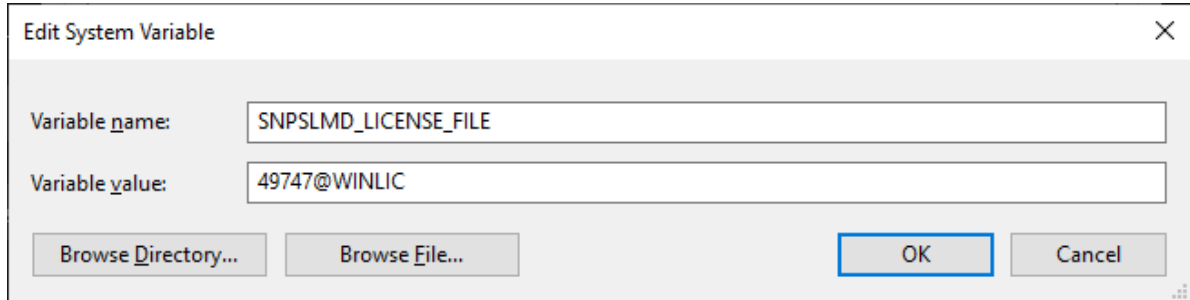 Edit System Variable
Variable name: SNPSLMD_LICENSE_FILE
Variable value: 49747@WINLIC
Browse Directory... Browse File... OK Cancel